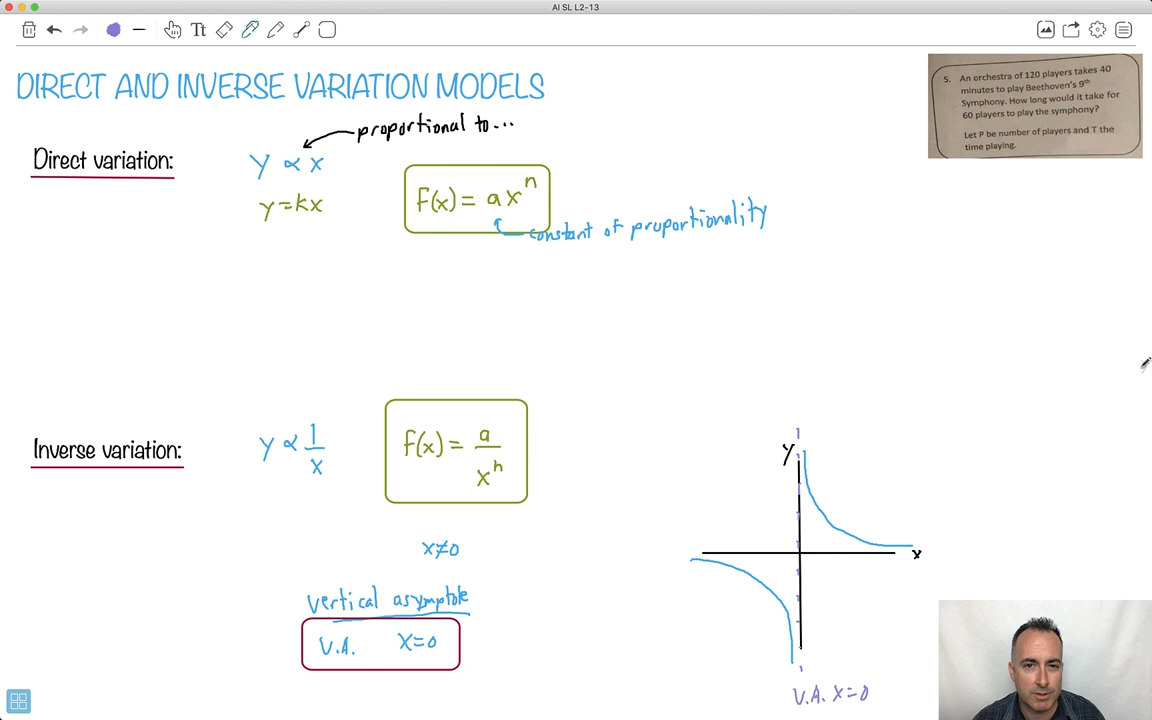 AI SL L2-13
Tt
DIRECT AND INVERSE VARIATION MODELS
5. An orchestra of 120 players takes 40
minutes to play Beethoven's 9th
Symphony. How long would it take for
60 players to play the symphony?
Let P be number of players and T the
time playing.
proportional to...
Direct variation:
y ∝ x
y=kx
f(x) = ax^n
constant of proportionality
Inverse variation:
y ∝ 1/x
f(x) = a/x^n
x≠0
vertical asymptote
V.A. x=0
y
x
V.A. x=0